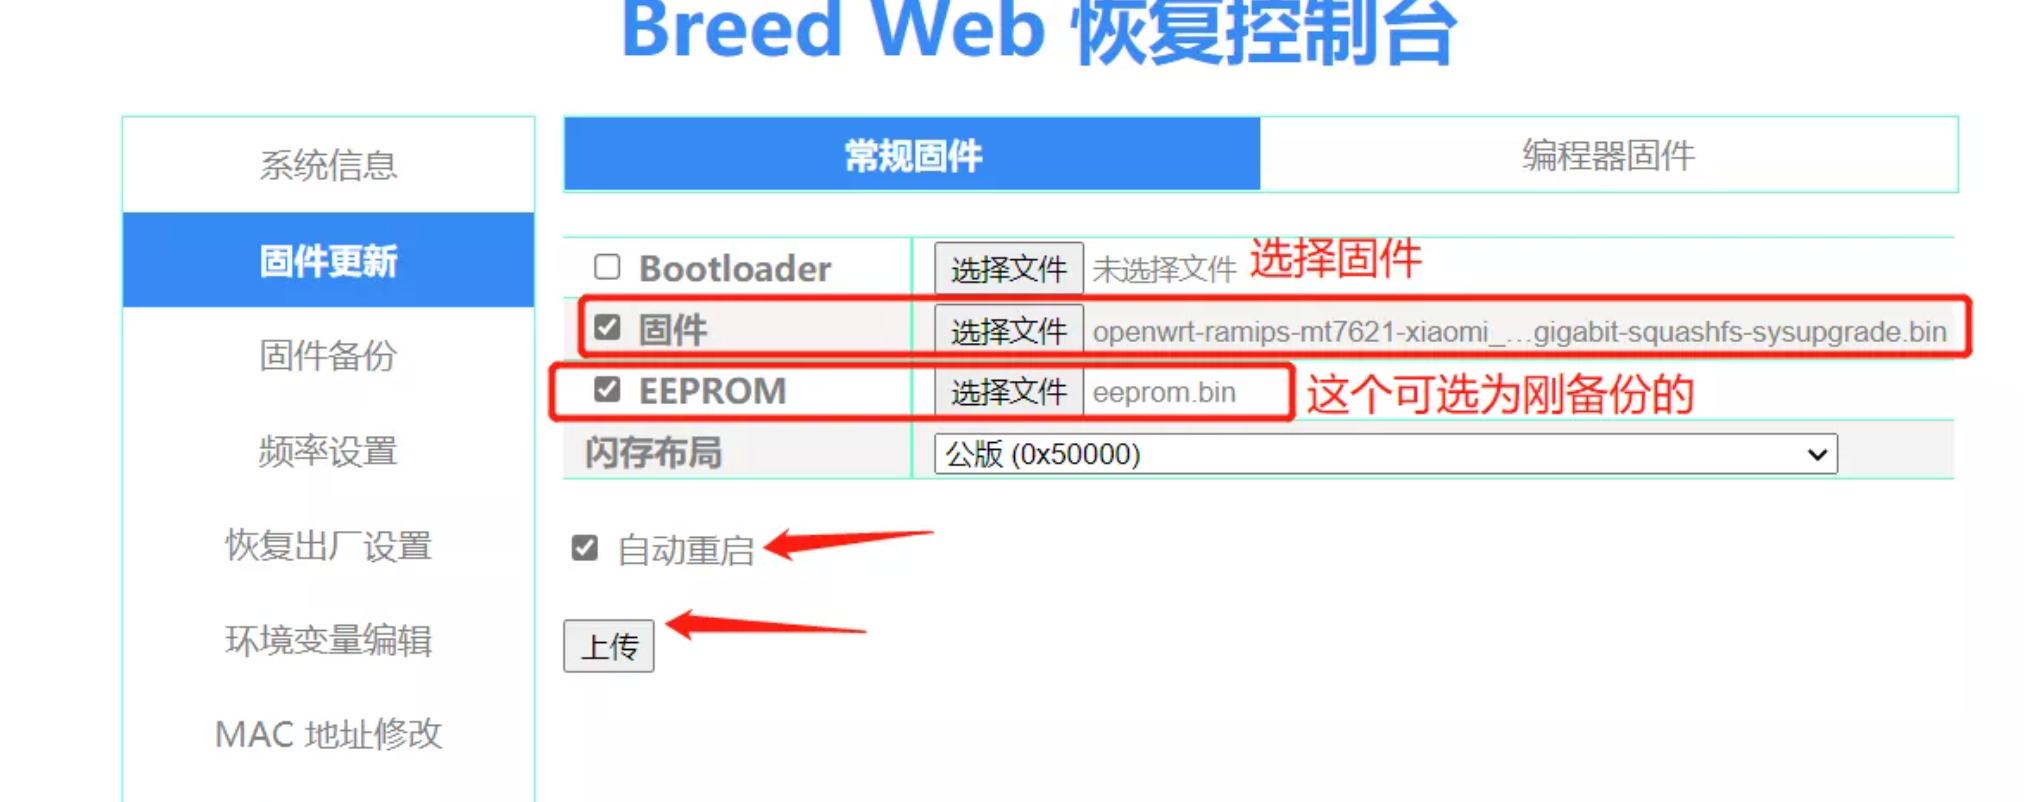 Breed Web 恢复控制台
系统信息
固件更新
固件备份
频率设置
恢复出厂设置
环境变量编辑
MAC 地址修改
常规固件 编程器固件
Bootloader 选择文件 未选择文件 选择固件
固件 选择文件 openwrt-ramips-mt7621-xiaomi_...gigabit-squashfs-sysupgrade.bin
EEPROM 选择文件 eeprom.bin 这个可选为刚备份的
闪存布局 公版 (0x50000)
自动重启
上传